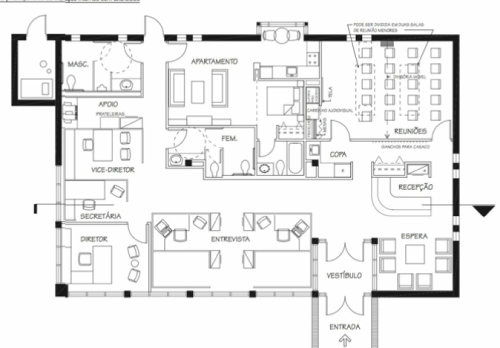 PODE SER DIVIDIDA EM DUAS SALAS
DE REUNIÃO MENORES
MASC.
APARTAMENTO
TELA
APOIO
PRATELEIRAS
FEM.
REUNIÕES
GANCHOS PARA CASACO
COPA
VICE-DIRETOR
RECEPÇÃO
SECRETÁRIA
DIRETOR
ENTREVISTA
ESPERA
VESTÍBULO
ENTRADA